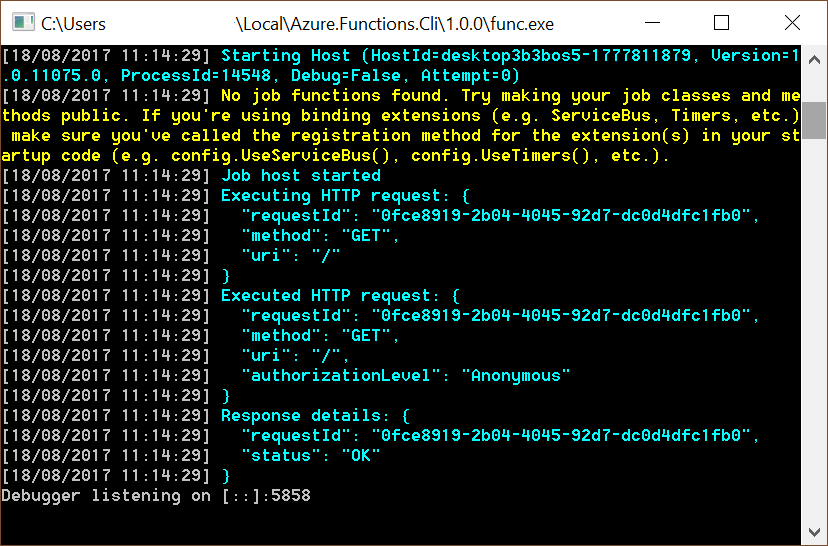 C:\Users \Local\Azure.Functions.Cli\1.0.0\func.exe
[18/08/2017 11:14:29] Starting Host (HostId=desktop3b3bos5-1777811879, Version=1
.0.11075.0, ProcessId=14548, Debug=False, Attempt=0)
[18/08/2017 11:14:29] No job functions found. Try making your job classes and me
thods public. If you're using binding extensions (e.g. ServiceBus, Timers, etc.)
 make sure you've called the registration method for the extension(s) in your st
artup code (e.g. config.UseServiceBus(), config.UseTimers(), etc.).
[18/08/2017 11:14:29] Job host started
[18/08/2017 11:14:29] Executing HTTP request: {
[18/08/2017 11:14:29]   "requestId": "0fce8919-2b04-4045-92d7-dc0d4dfc1fb0",
[18/08/2017 11:14:29]   "method": "GET",
[18/08/2017 11:14:29]   "uri": "/"
[18/08/2017 11:14:29] }
[18/08/2017 11:14:29] Executed HTTP request: {
[18/08/2017 11:14:29]   "requestId": "0fce8919-2b04-4045-92d7-dc0d4dfc1fb0",
[18/08/2017 11:14:29]   "method": "GET",
[18/08/2017 11:14:29]   "uri": "/",
[18/08/2017 11:14:29]   "authorizationLevel": "Anonymous"
[18/08/2017 11:14:29] }
[18/08/2017 11:14:29] Response details: {
[18/08/2017 11:14:29]   "requestId": "0fce8919-2b04-4045-92d7-dc0d4dfc1fb0",
[18/08/2017 11:14:29]   "status": "OK"
[18/08/2017 11:14:29] }
Debugger listening on [::]:5858